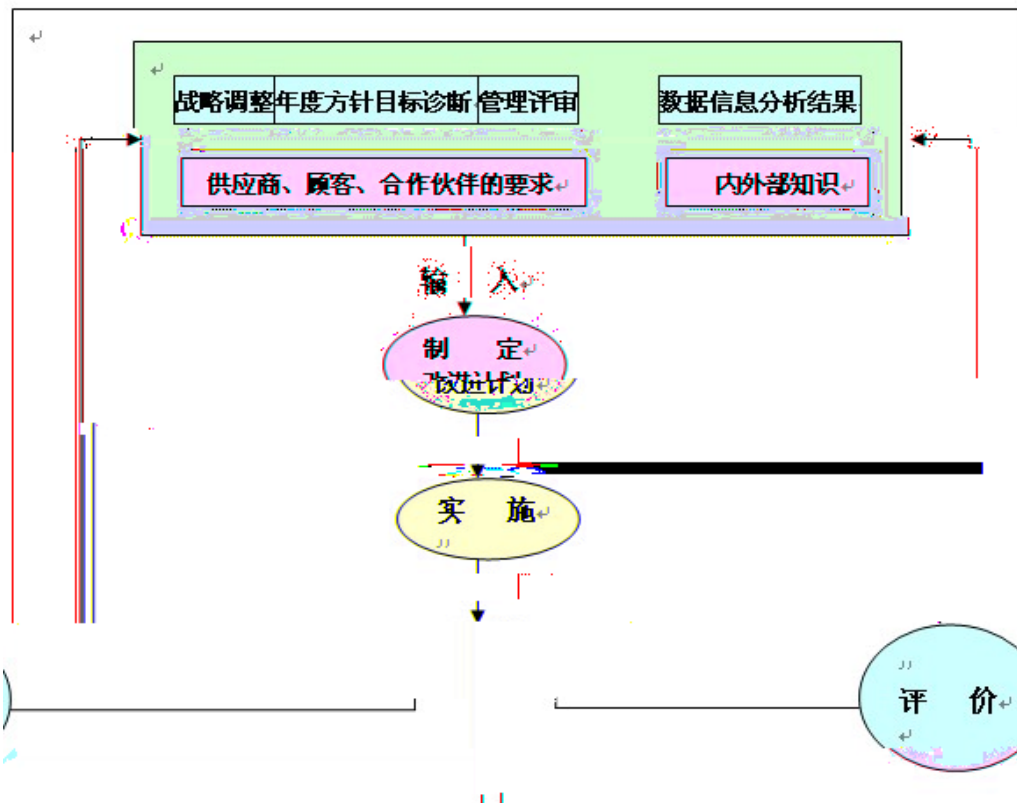 战略调整 年度方针目标诊断 管理评审 数据信息分析结果
供应商、顾客、合作伙伴的要求 内外部知识
输 入
制 定
改进计划
实 施
评 价